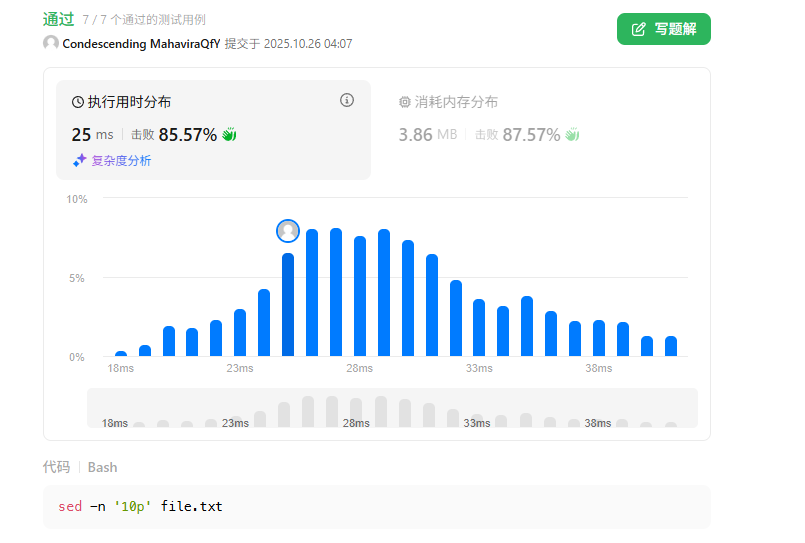 通过 7 / 7 个通过的测试用例
写题解
Condescending MahaviraQfY 提交于 2025.10.26 04:07
执行用时分布
消耗内存分布
25 ms 击败 85.57%
3.86 MB 击败 87.57%
复杂度分析
10%
5%
0%
18ms 23ms 28ms 33ms 38ms
18ms 23ms 28ms 33ms 38ms
代码 Bash
sed -n '10p' file.txt